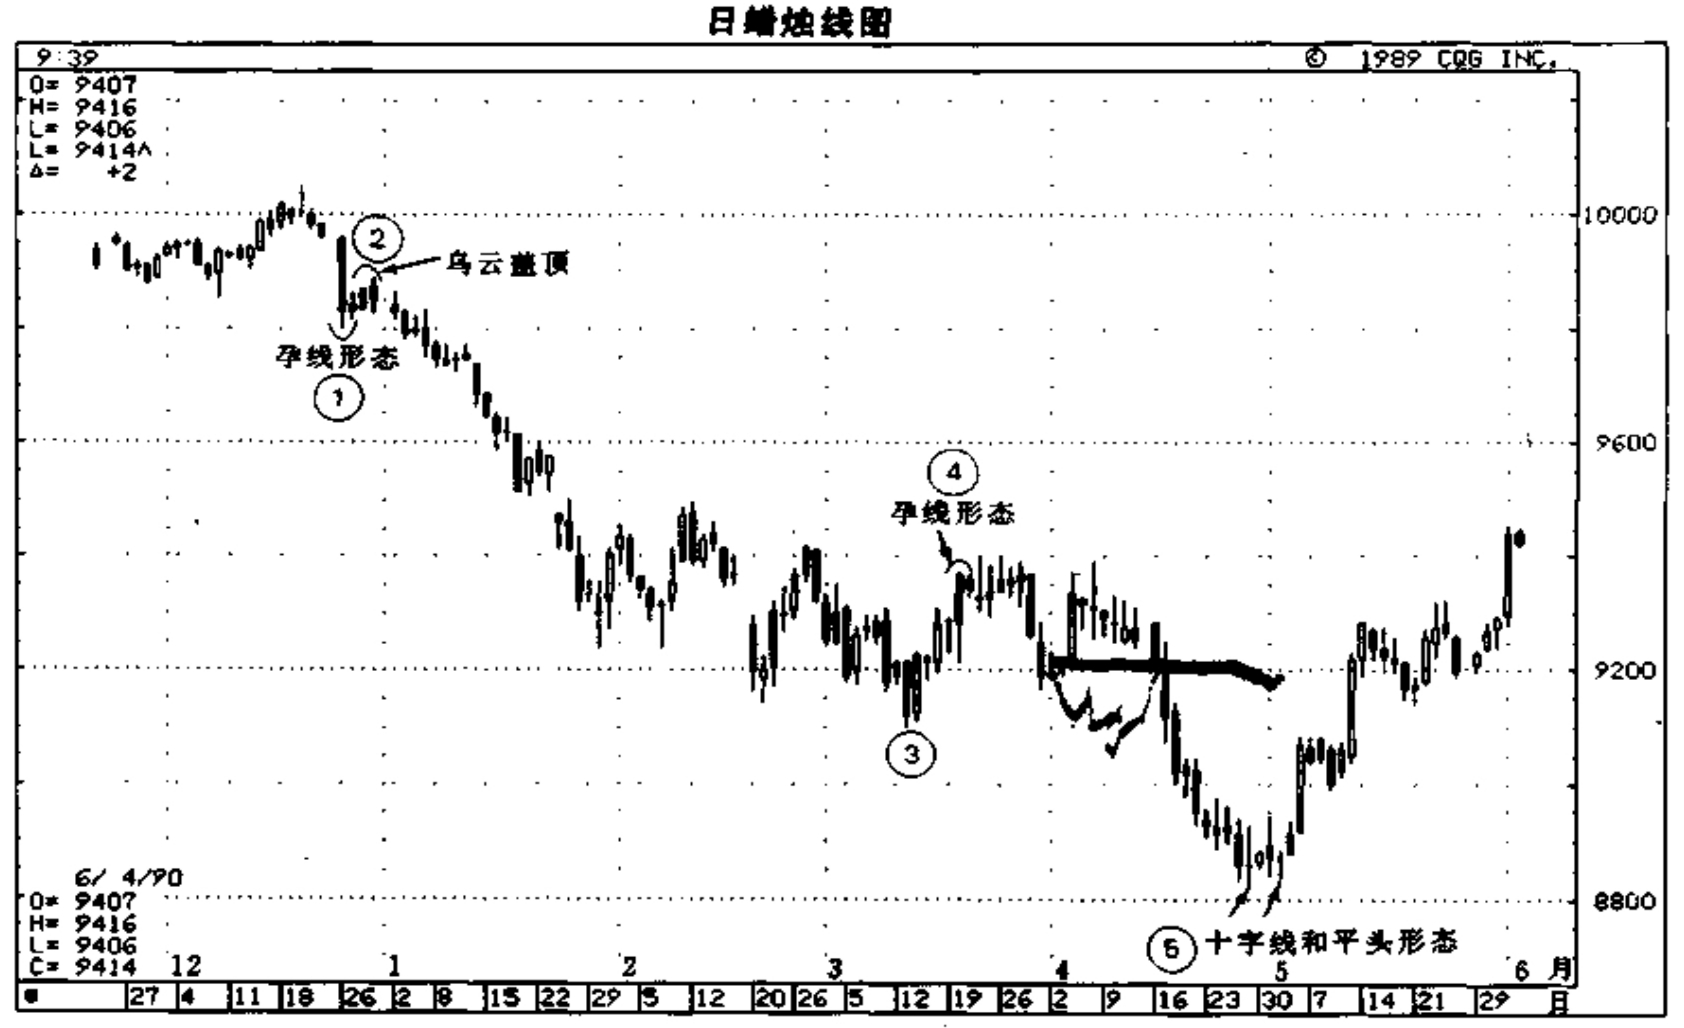 日蜡烛线图
9:39 © 1989 CQG INC.
O= 9407
H= 9416
L= 9406
L= 9414^
Δ= +2
10000
②
乌云盖顶
孕线形态
①
9600
④
孕线形态
9200
③
6/ 4/90
O= 9407
H= 9416
L= 9406
C= 9414
8800
⑤ 十字线和平头形态
12 1 2 3 4 5 6 月
27 4 11 18 26 2 8 15 22 29 5 12 20 26 5 12 19 26 2 9 16 23 30 7 14 21 29 日